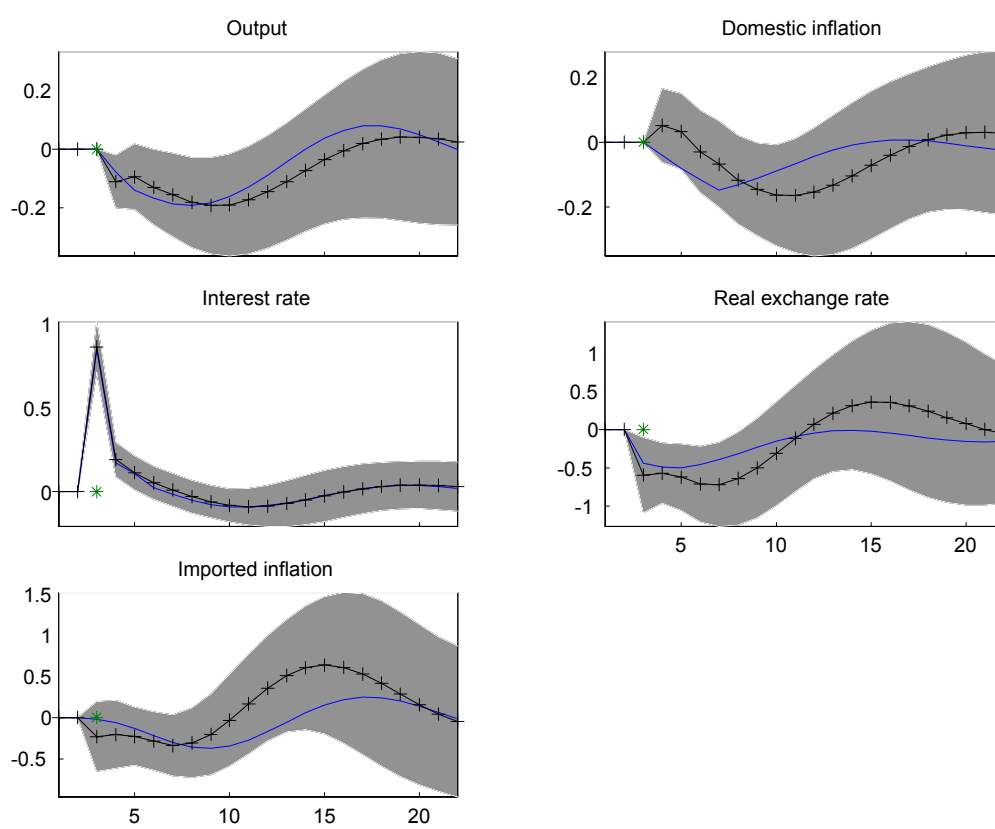 Output
0.2
0
-0.2
Domestic inflation
0.2
0
-0.2
Interest rate
1
0.5
0
Real exchange rate
1
0.5
0
-0.5
-1
5 10 15 20
Imported inflation
1.5
1
0.5
0
-0.5
5 10 15 20